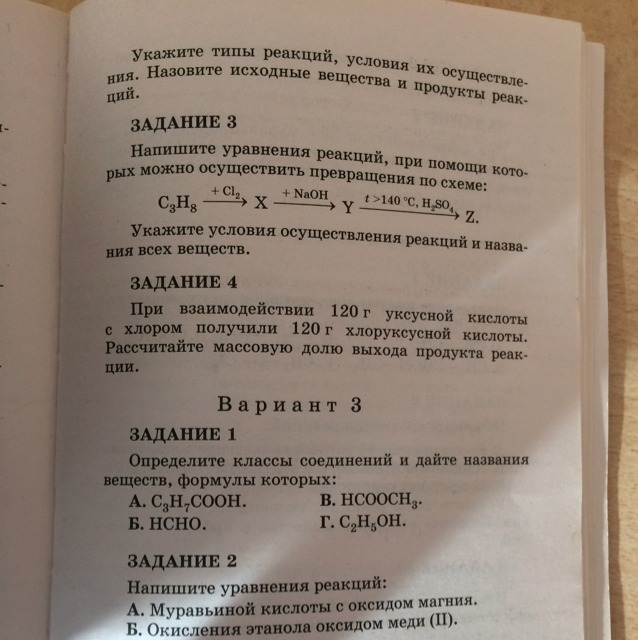 Укажите типы реакций, условия их осуществле-
ния. Назовите исходные вещества и продукты реак-
ций.
ЗАДАНИЕ 3
Напишите уравнения реакций, при помощи кото-
рых можно осуществить превращения по схеме:
C₃H₈ —(+ Cl₂)→ X —(+ NaOH)→ Y —(t >140 °C, H₂SO₄)→ Z.
Укажите условия осуществления реакций и назва-
ния всех веществ.
ЗАДАНИЕ 4
При взаимодействии 120 г уксусной кислоты
с хлором получили 120 г хлоруксусной кислоты.
Рассчитайте массовую долю выхода продукта реак-
ции.
Вариант 3
ЗАДАНИЕ 1
Определите классы соединений и дайте названия
веществ, формулы которых:
А. C₃H₇COOH. В. HCOOCH₃.
Б. HCHO. Г. C₂H₅OH.
ЗАДАНИЕ 2
Напишите уравнения реакций:
А. Муравьиной кислоты с оксидом магния.
Б. Окисления этанола оксидом меди (II).